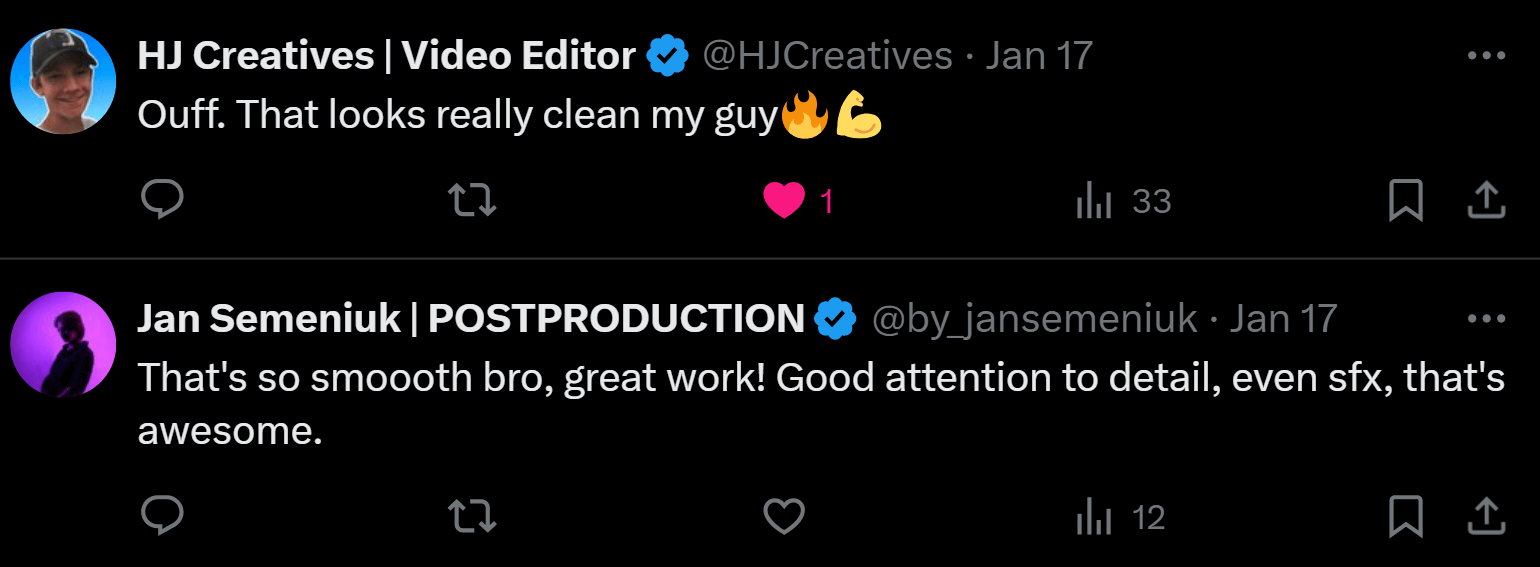 HJ Creatives | Video Editor @HJCreatives · Jan 17
Ouff. That looks really clean my guy🔥💪
1 33
Jan Semeniuk | POSTPRODUCTION @by_jansemeniuk · Jan 17
That's so smoooth bro, great work! Good attention to detail, even sfx, that's
awesome.
12